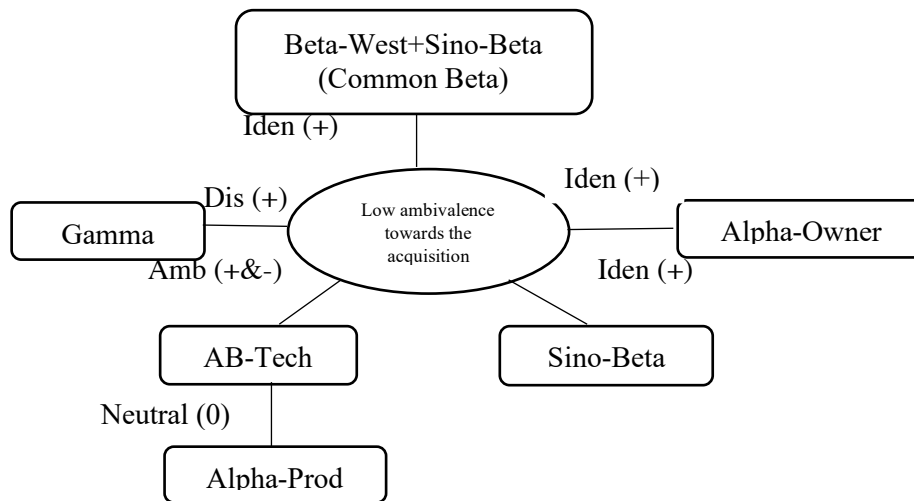 Beta-West+Sino-Beta
(Common Beta)
Iden (+)
Iden (+)
Dis (+)
Low ambivalence
towards the
acquisition
Gamma
Alpha-Owner
Amb (+&-)
Iden (+)
AB-Tech
Sino-Beta
Neutral (0)
Alpha-Prod